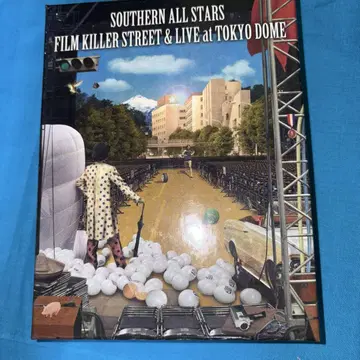 SOUTHERN ALL STARS
FILM KILLER STREET & LIVE at TOKYO DOME